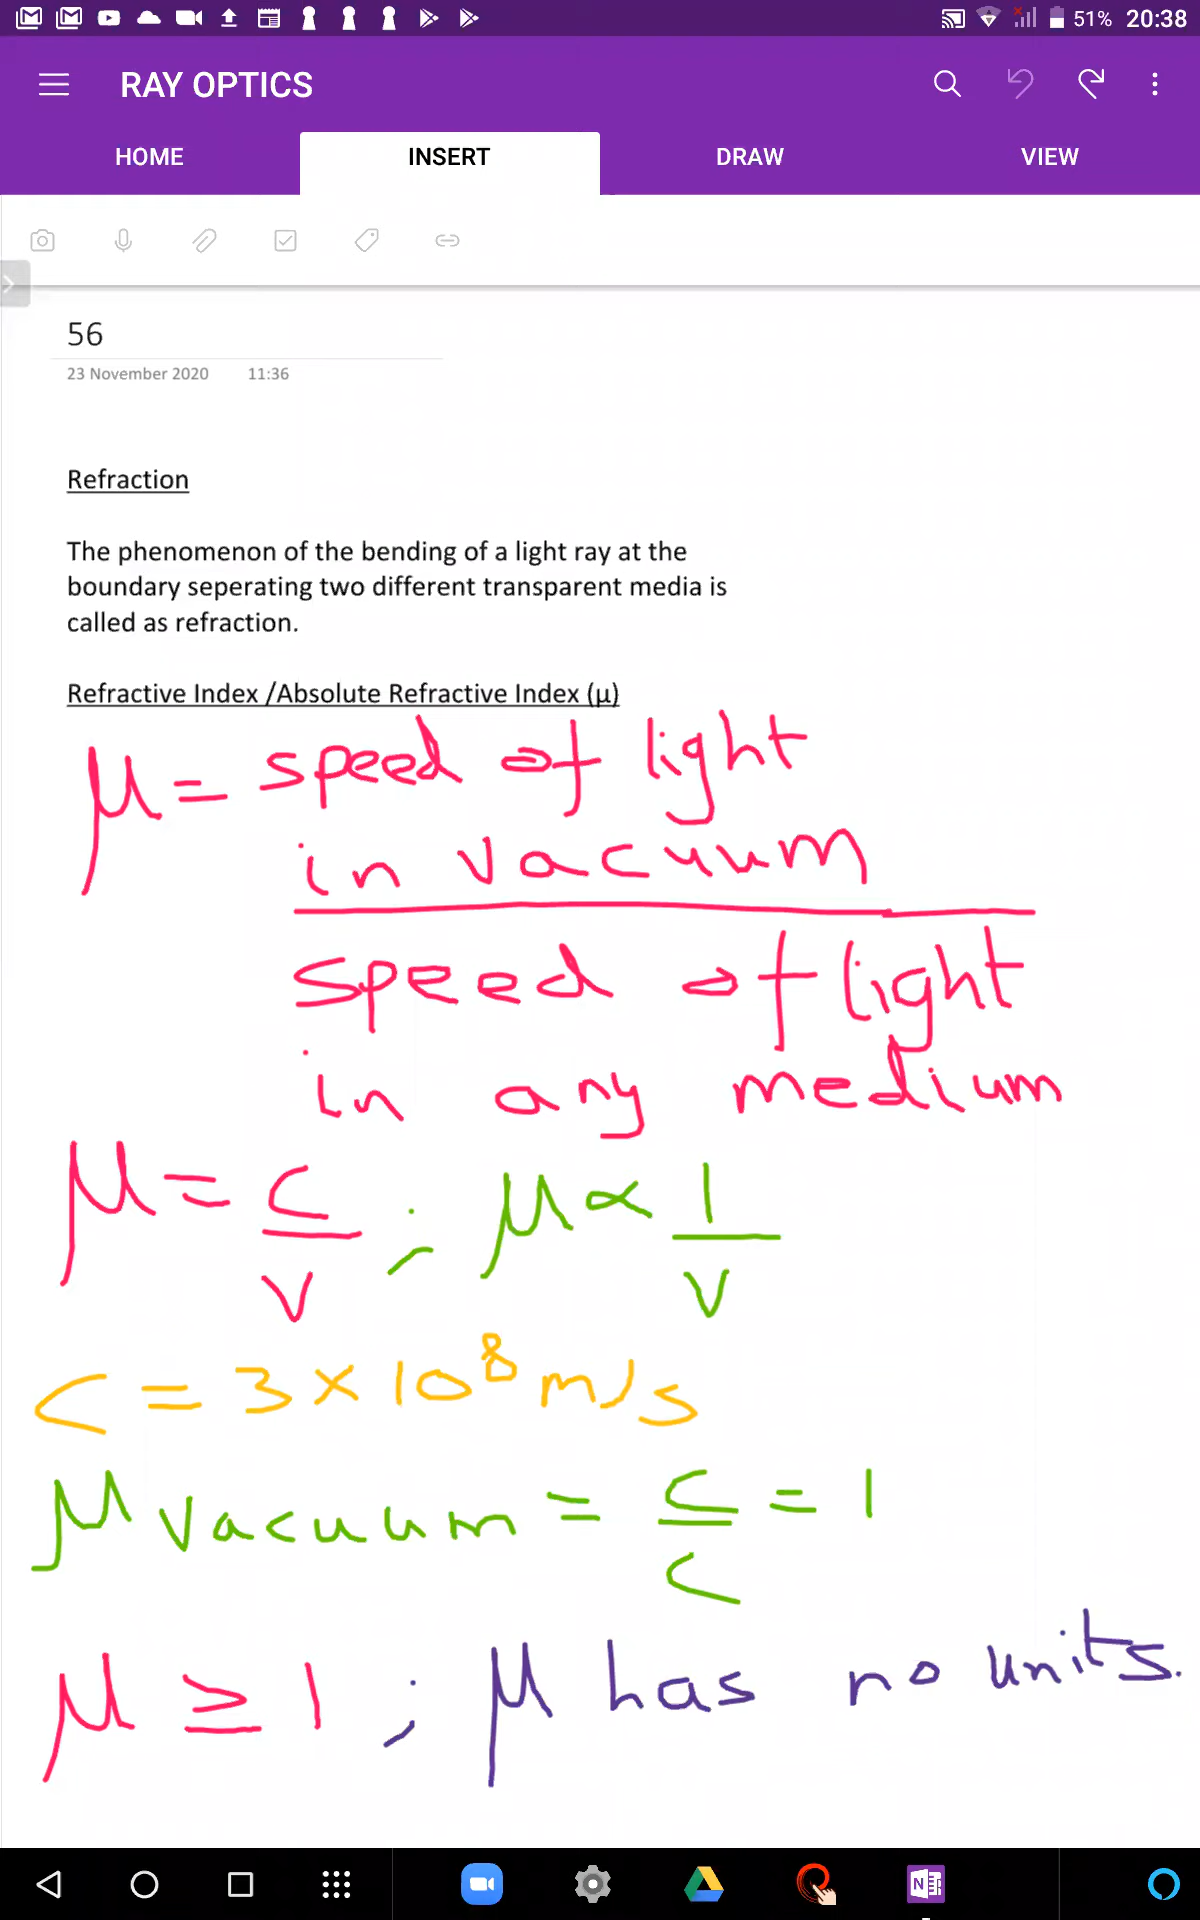 51% 20:38
RAY OPTICS
HOME INSERT DRAW VIEW
56
23 November 2020 11:36
Refraction
The phenomenon of the bending of a light ray at the
boundary seperating two different transparent media is
called as refraction.
Refractive Index /Absolute Refractive Index (μ)
μ = speed of light
in vacuum
speed of light
in any medium
μ = c/v ; μ ∝ 1/v
c = 3 × 10⁸ m/s
μ vacuum = c/c = 1
μ ≥ 1 ; μ has no units.